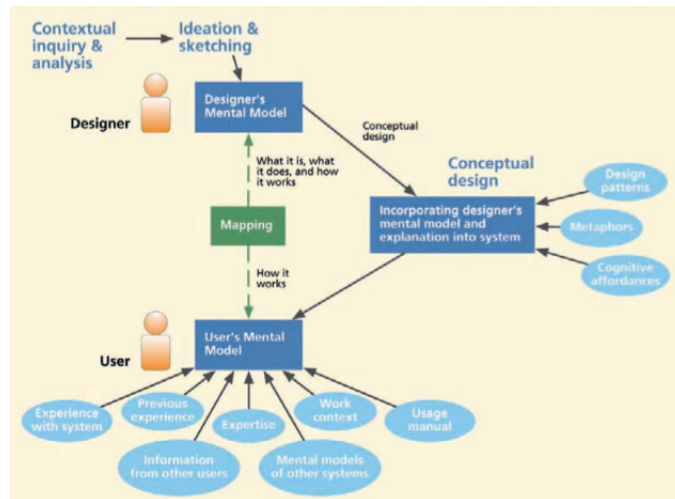 Contextual
inquiry &
analysis
Ideation &
sketching
Designer
Designer's
Mental Model
Conceptual
design
What it is, what
it does, and how
it works
Conceptual
design
Design
patterns
Incorporating designer's
mental model and
explanation into system
Metaphors
Mapping
Cognitive
affordances
How it
works
User's Mental
Model
User
Experience
with system
Previous
experience
Expertise
Work
context
Usage
manual
Information
from other users
Mental models
of other systems